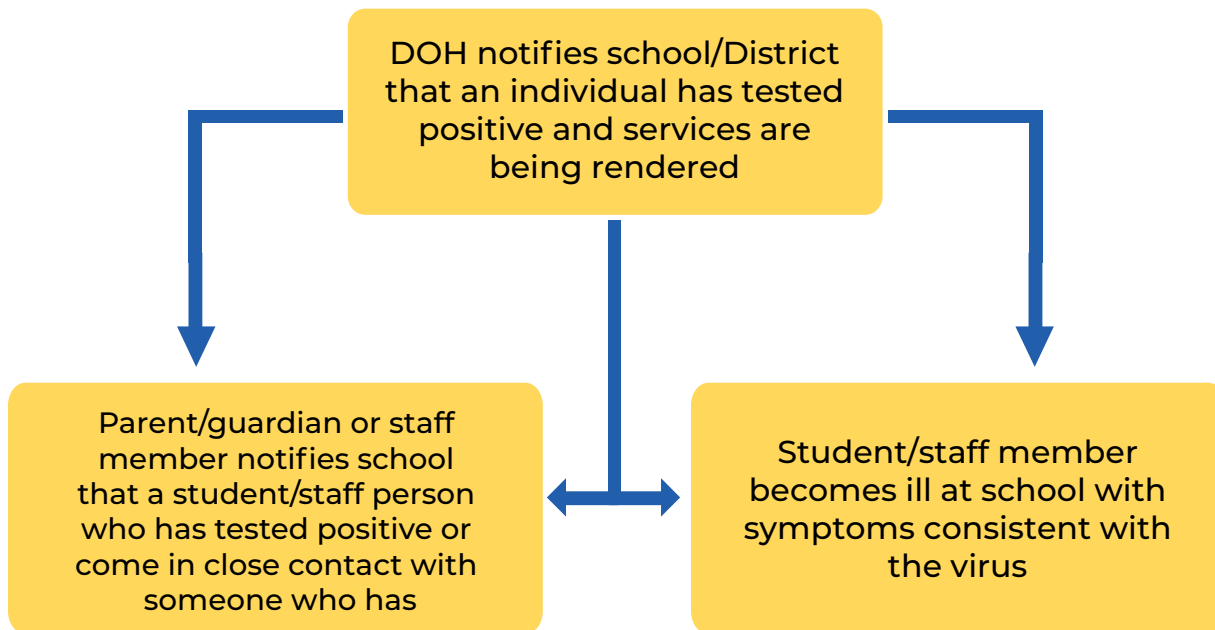 DOH notifies school/District
that an individual has tested
positive and services are
being rendered
Parent/guardian or staff
member notifies school
that a student/staff person
who has tested positive or
come in close contact with
someone who has
Student/staff member
becomes ill at school with
symptoms consistent with
the virus